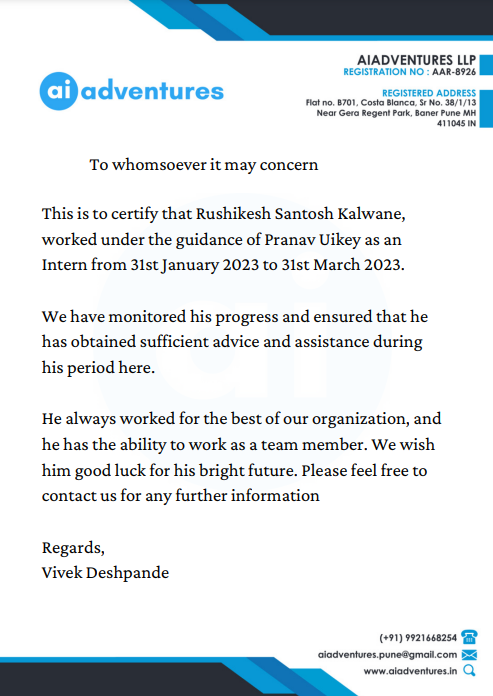 AIADVENTURES LLP
REGISTRATION NO : AAR-8926
ai adventures
REGISTERED ADDRESS
Flat no. B701, Costa Blanca, Sr No. 38/1/13
Near Gera Regent Park, Baner Pune MH
411045 IN
To whomsoever it may concern
This is to certify that Rushikesh Santosh Kalwane,
worked under the guidance of Pranav Uikey as an
Intern from 31st January 2023 to 31st March 2023.
We have monitored his progress and ensured that he
has obtained sufficient advice and assistance during
his period here.
He always worked for the best of our organization, and
he has the ability to work as a team member. We wish
him good luck for his bright future. Please feel free to
contact us for any further information
Regards,
Vivek Deshpande
(+91) 9921668254
aiadventures.pune@gmail.com
www.aiadventures.in